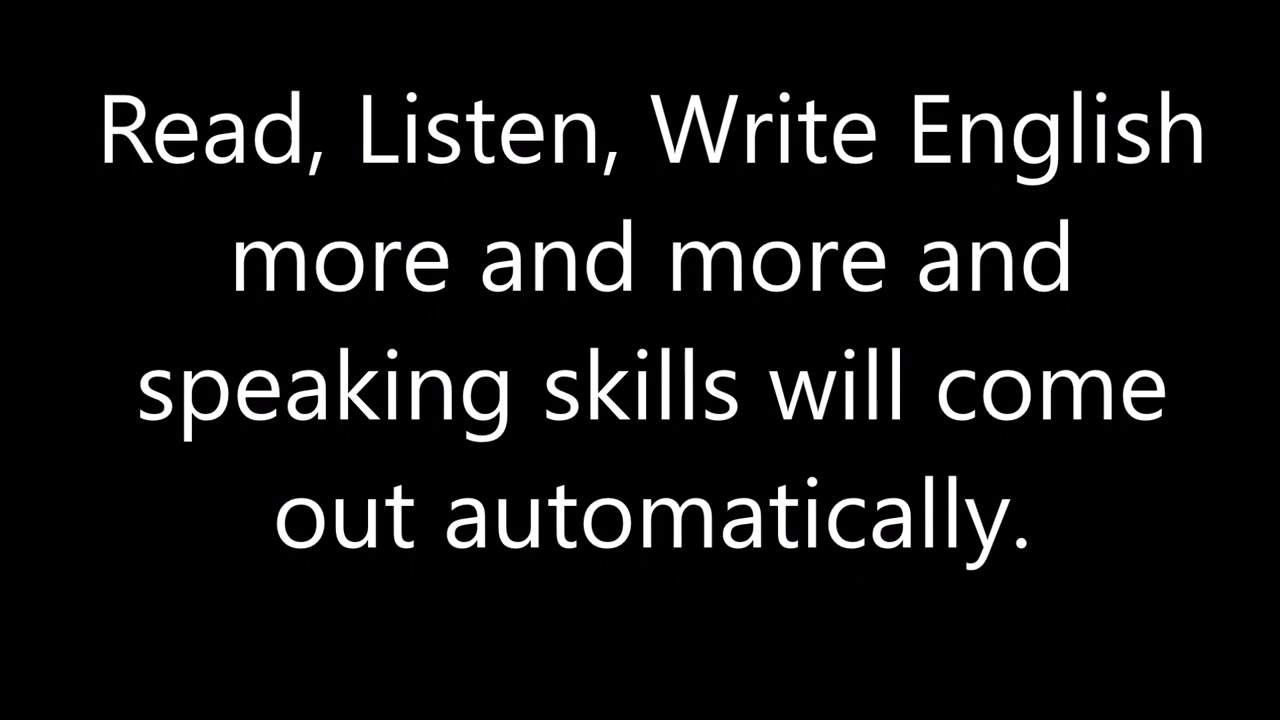 Read, Listen, Write English
more and more and
speaking skills will come
out automatically.